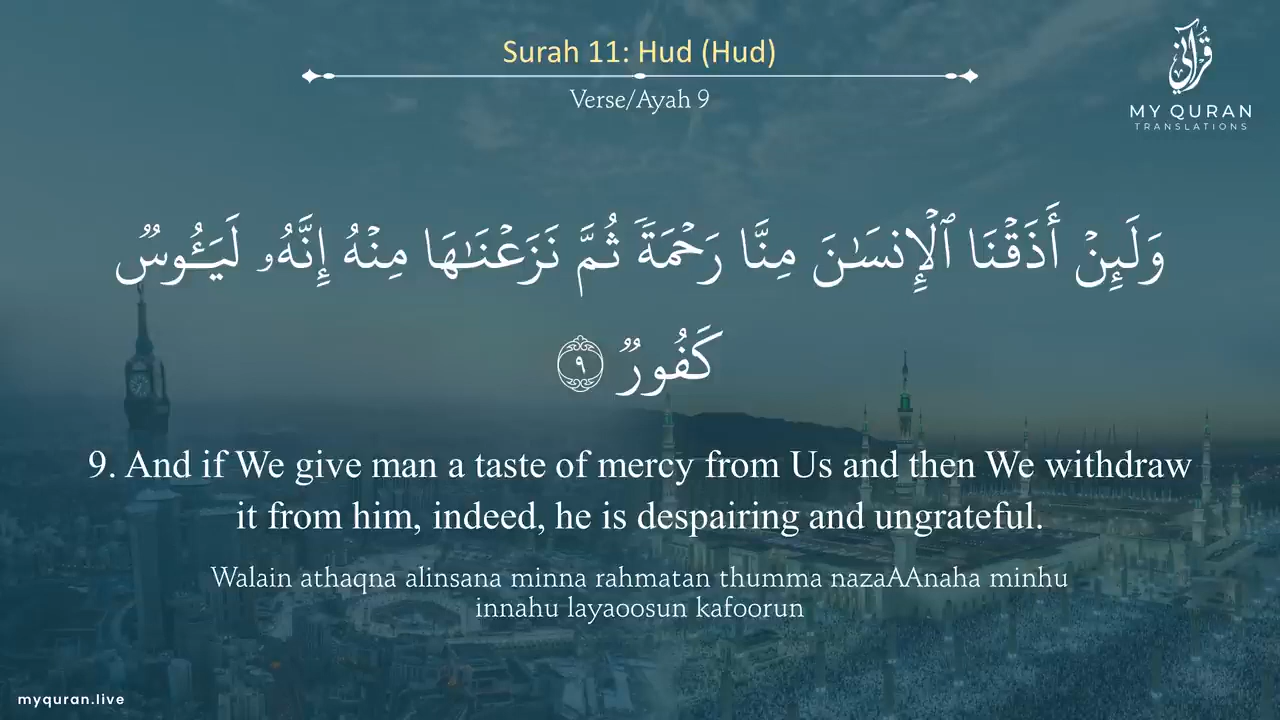 Surah 11: Hud (Hud)
Verse/Ayah 9
قُرْآنِي
MY QURAN
TRANSLATIONS
وَلَئِنْ أَذَقْنَا ٱلْإِنسَـٰنَ مِنَّا رَحْمَةً ثُمَّ نَزَعْنَـٰهَا مِنْهُ إِنَّهُۥ لَيَـُٔوسٌ
كَفُورٌ ۝٩
9. And if We give man a taste of mercy from Us and then We withdraw
it from him, indeed, he is despairing and ungrateful.
Walain athaqna alinsana minna rahmatan thumma nazaAAnaha minhu
innahu layaoosun kafoorun
myquran.live